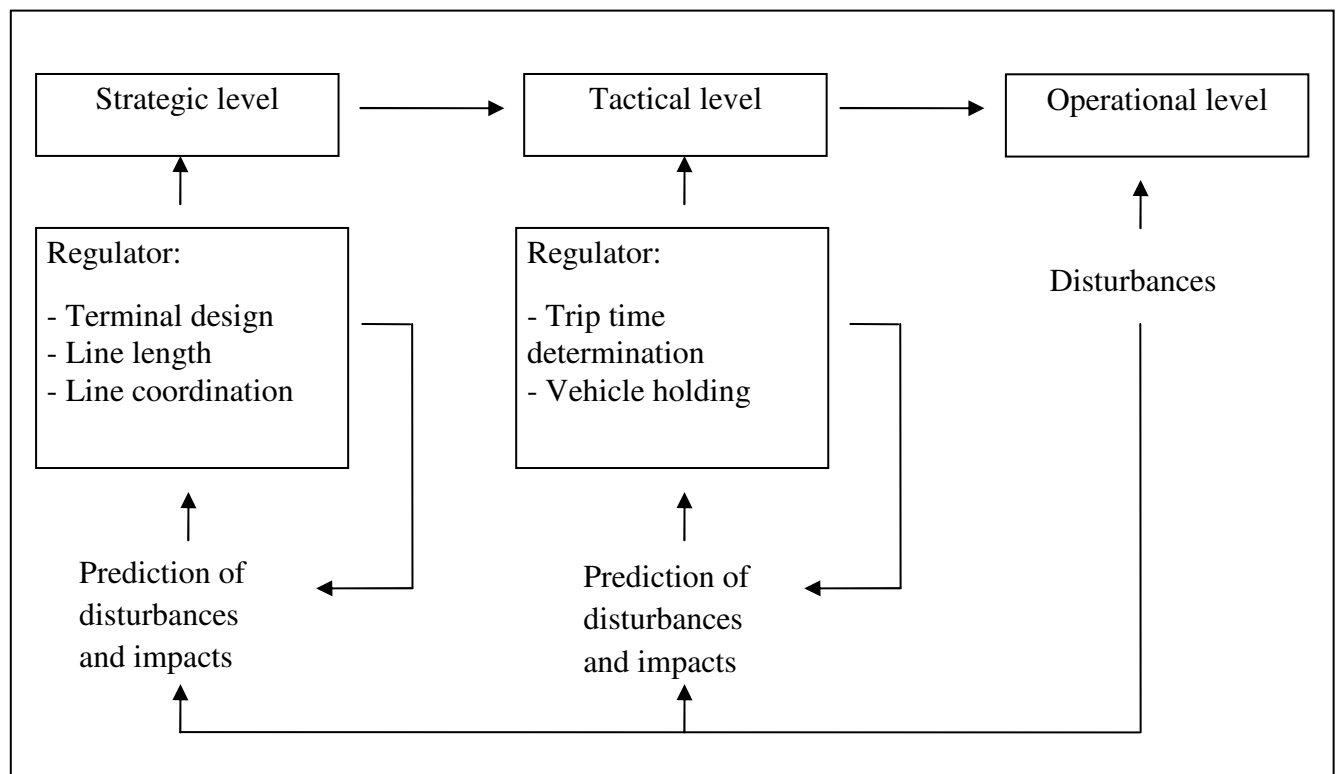 Strategic level
Tactical level
Operational level
Regulator:
- Terminal design
- Line length
- Line coordination
Regulator:
- Trip time
determination
- Vehicle holding
Disturbances
Prediction of
disturbances
and impacts
Prediction of
disturbances
and impacts